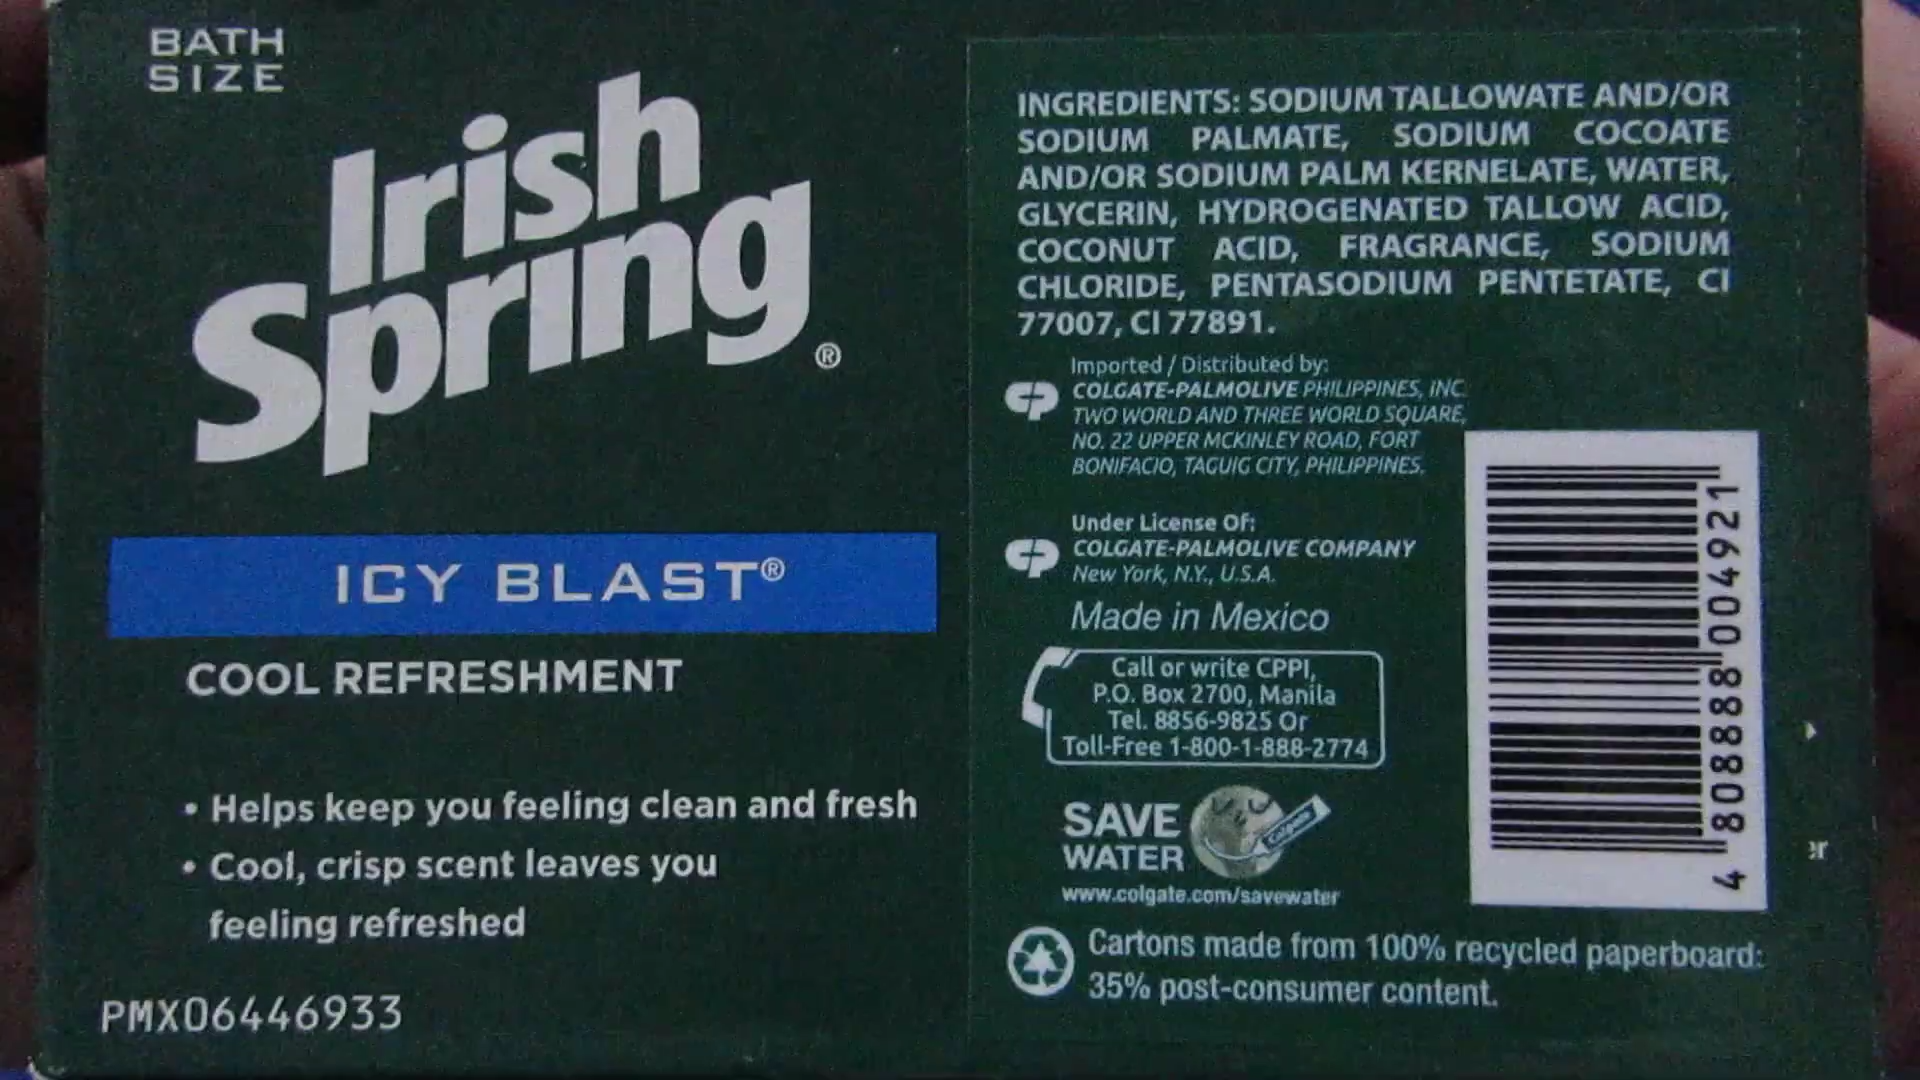 BATH
SIZE
Irish
Spring®
ICY BLAST®
COOL REFRESHMENT
• Helps keep you feeling clean and fresh
• Cool, crisp scent leaves you
feeling refreshed
PMX06446933
INGREDIENTS: SODIUM TALLOWATE AND/OR
SODIUM PALMATE, SODIUM COCOATE
AND/OR SODIUM PALM KERNELATE, WATER,
GLYCERIN, HYDROGENATED TALLOW ACID,
COCONUT ACID, FRAGRANCE, SODIUM
CHLORIDE, PENTASODIUM PENTETATE, CI
77007, CI 77891.
Imported / Distributed by:
COLGATE-PALMOLIVE PHILIPPINES, INC.
TWO WORLD AND THREE WORLD SQUARE,
NO. 22 UPPER MCKINLEY ROAD, FORT
BONIFACIO, TAGUIG CITY, PHILIPPINES.
Under License Of:
COLGATE-PALMOLIVE COMPANY
New York, N.Y., U.S.A.
Made in Mexico
Call or write CPPI,
P.O. Box 2700, Manila
Tel. 8856-9825 Or
Toll-Free 1-800-1-888-2774
SAVE
WATER
Colgate
www.colgate.com/savewater
4 808888 004921
Cartons made from 100% recycled paperboard:
35% post-consumer content.